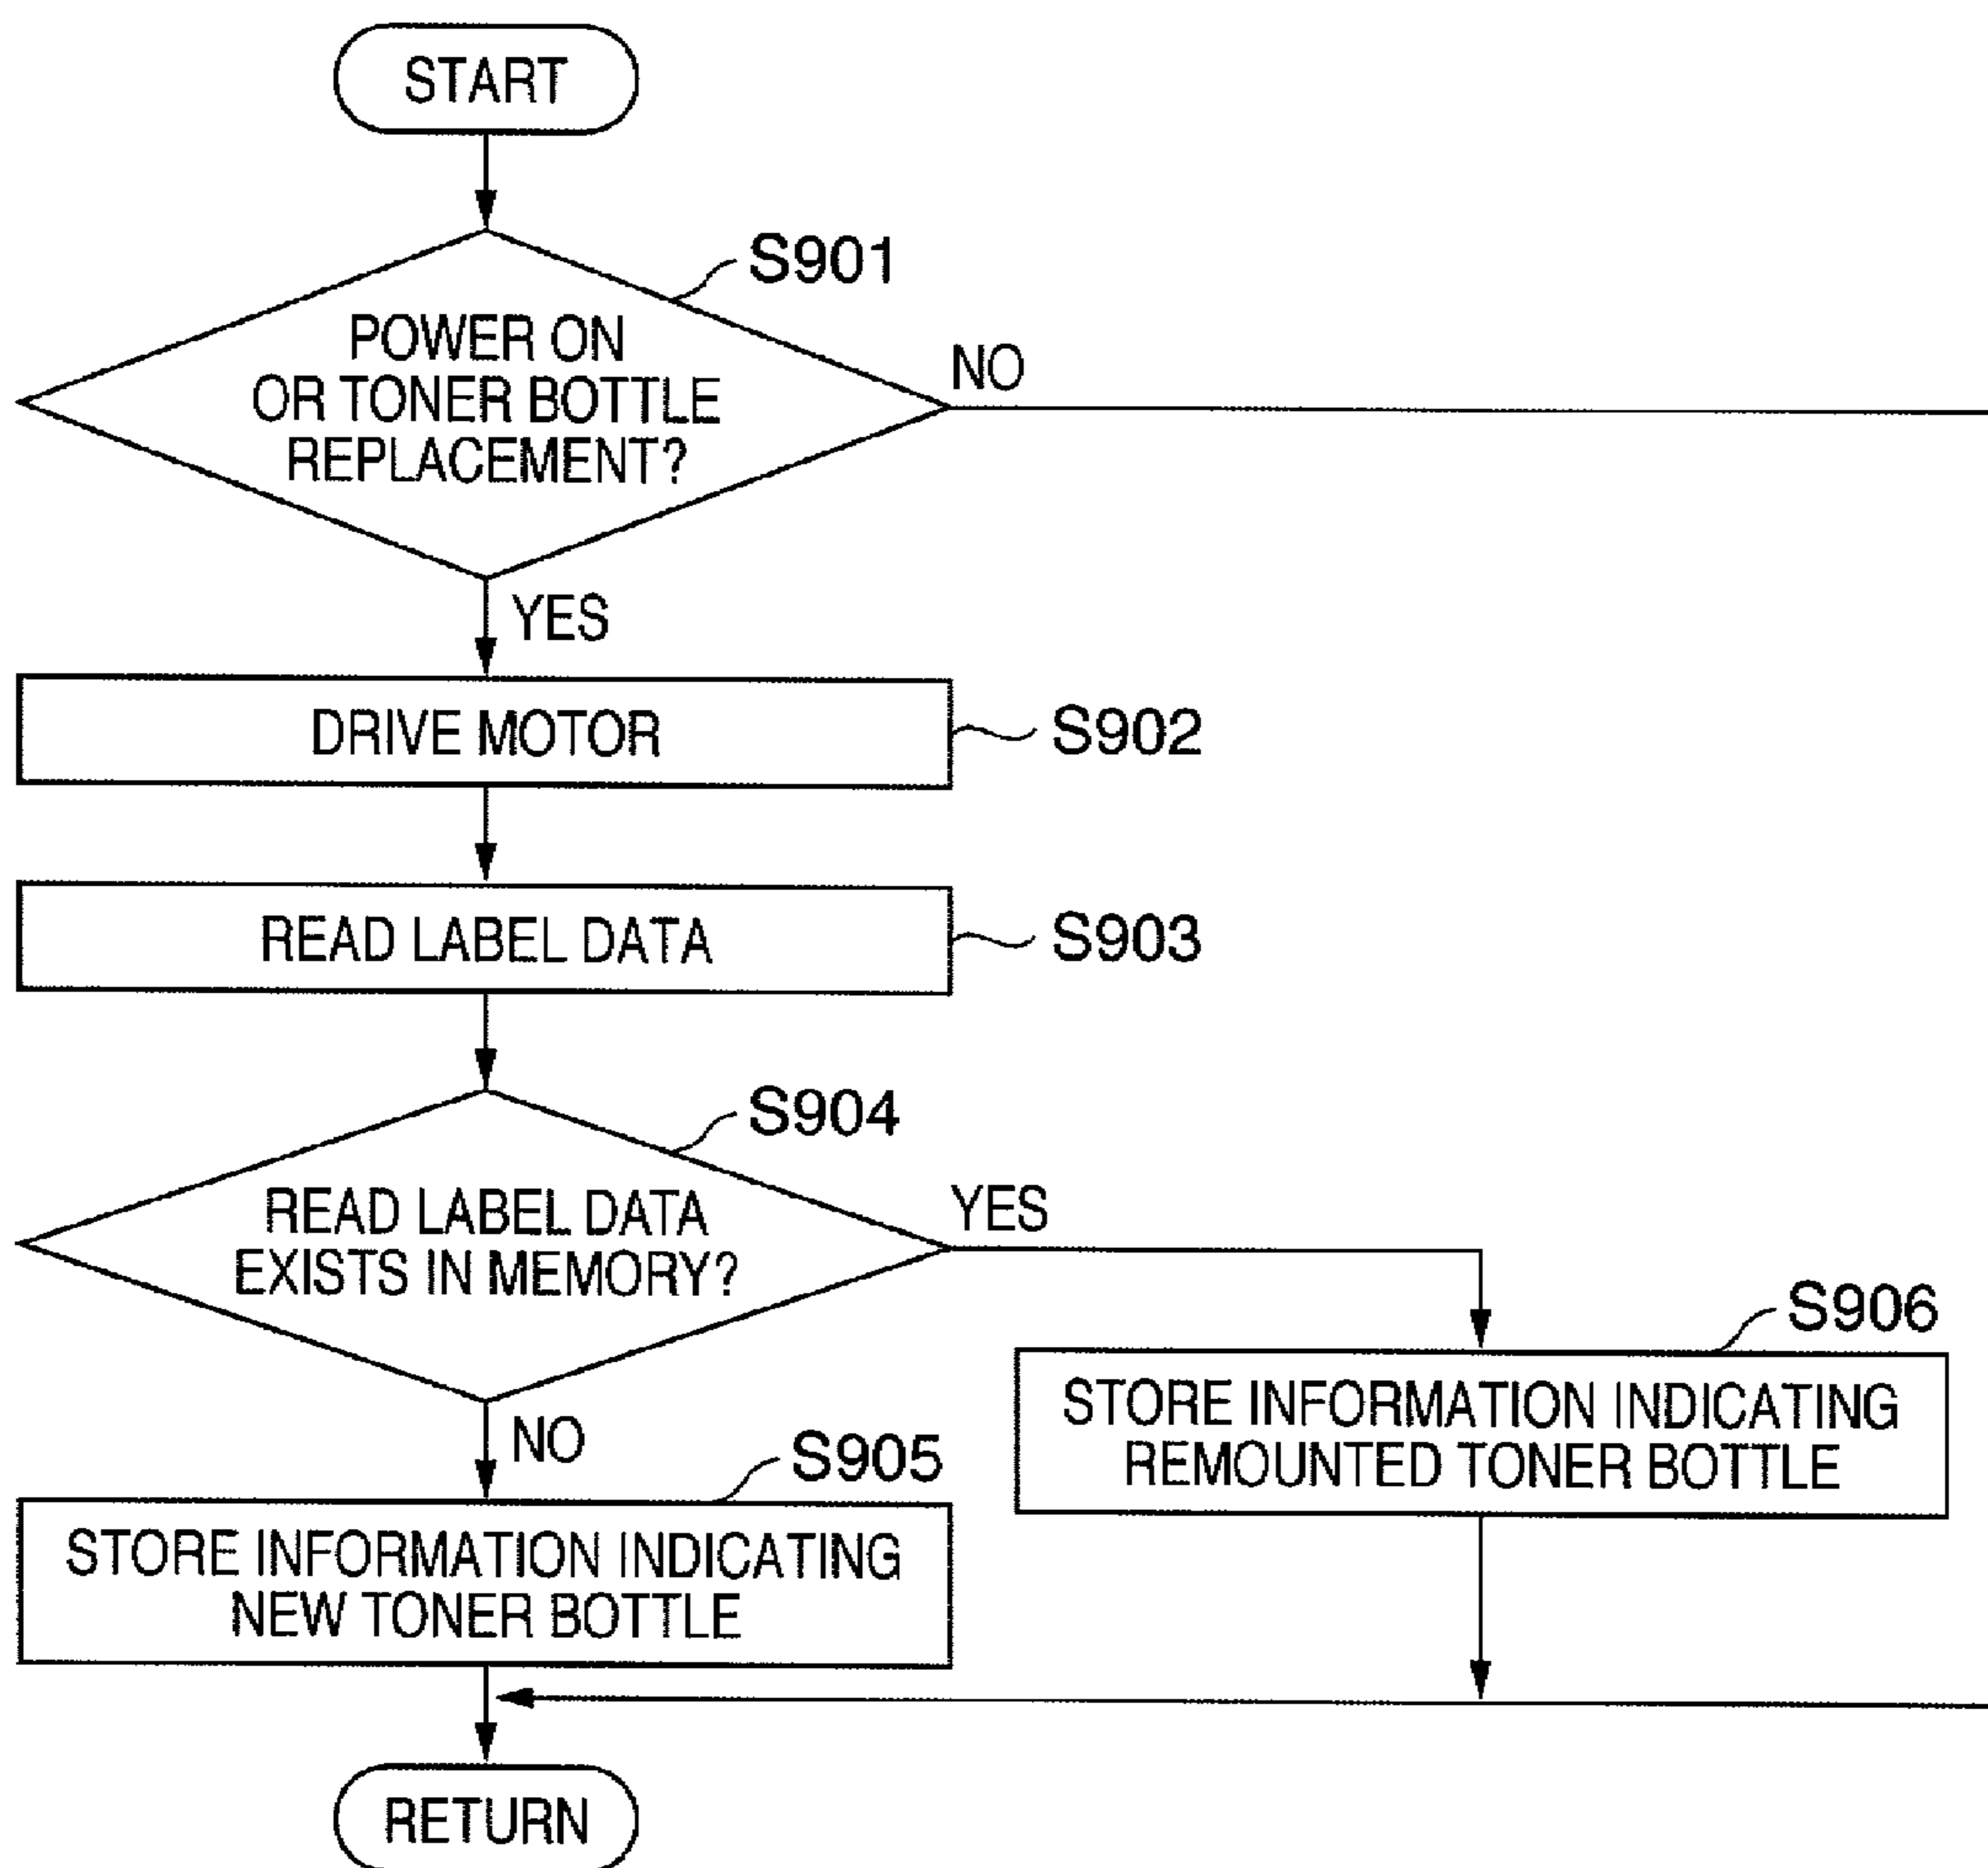 START
S901
POWER ON
OR TONER BOTTLE
REPLACEMENT?
NO
YES
DRIVE MOTOR
S902
READ LABEL DATA
S903
S904
READ LABEL DATA
EXISTS IN MEMORY?
YES
S906
STORE INFORMATION INDICATING
REMOUNTED TONER BOTTLE
NO
S905
STORE INFORMATION INDICATING
NEW TONER BOTTLE
RETURN